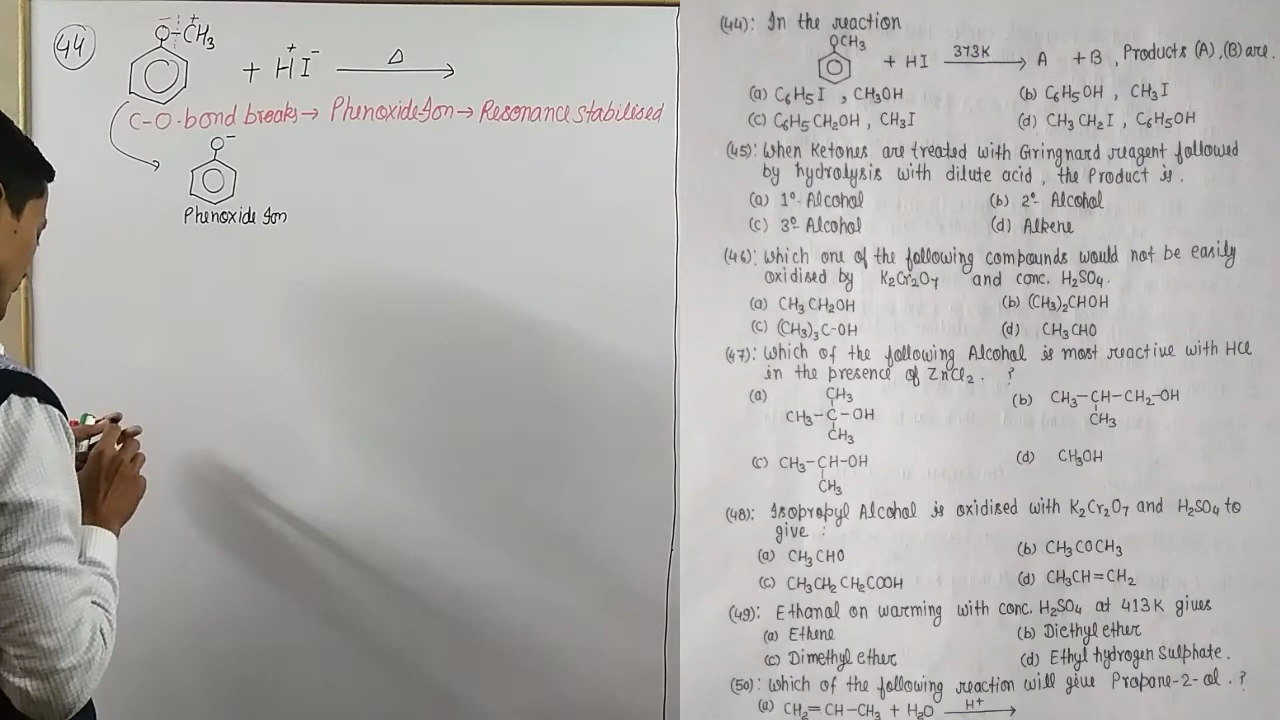 44
O⁻ ⁺CH₃
+ H⁺I⁻ Δ →
C-O-bond breaks → Phenoxide Ion → Resonance stabilised
O⁻
Phenoxide Ion
(44): In the reaction
OCH₃
+ HI 373K → A + B , Products (A),(B) are.
(a) C₆H₅I , CH₃OH (b) C₆H₅OH , CH₃I
(c) C₆H₅CH₂OH , CH₃I (d) CH₃CH₂I , C₆H₅OH
(45): When Ketones are treated with Gringnard reagent followed
by hydrolysis with dilute acid , the Product is .
(a) 1°- Alcohol (b) 2°- Alcohol
(c) 3°- Alcohol (d) Alkene
(46): Which one of the following compounds would not be easily
oxidised by K₂Cr₂O₇ and conc. H₂SO₄.
(a) CH₃CH₂OH (b) (CH₃)₂CHOH
(c) (CH₃)₃C-OH (d) CH₃CHO
(47): Which of the following Alcohol is most reactive with HCl
in the presence of ZnCl₂. ?
(a) CH₃
CH₃-C-OH (b) CH₃-CH-CH₂-OH
CH₃ CH₃
(c) CH₃-CH-OH (d) CH₃OH
CH₃
(48): Isopropyl Alcohol is oxidised with K₂Cr₂O₇ and H₂SO₄ to
give :
(a) CH₃CHO (b) CH₃COCH₃
(c) CH₃CH₂CH₂COOH (d) CH₃CH=CH₂
(49): Ethanol on warming with conc. H₂SO₄ at 413K gives
(a) Ethene (b) Diethyl ether
(c) Dimethyl ether (d) Ethyl hydrogen Sulphate.
(50): Which of the following reaction will give Propane-2-ol . ?
(a) CH₂=CH-CH₃ + H₂O H⁺ →